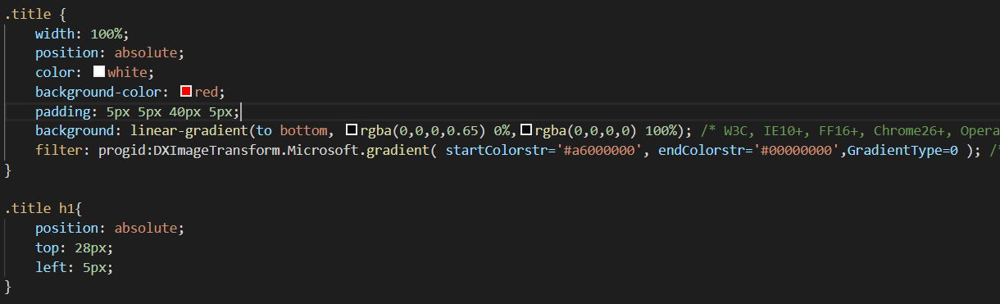 .title {
width: 100%;
position: absolute;
color: white;
background-color: red;
padding: 5px 5px 40px 5px;
background: linear-gradient(to bottom, rgba(0,0,0,0.65) 0%,rgba(0,0,0,0) 100%); /* W3C, IE10+, FF16+, Chrome26+, Opera
filter: progid:DXImageTransform.Microsoft.gradient( startColorstr='#a6000000', endColorstr='#00000000',GradientType=0 ); /*
}
.title h1{
position: absolute;
top: 28px;
left: 5px;
}